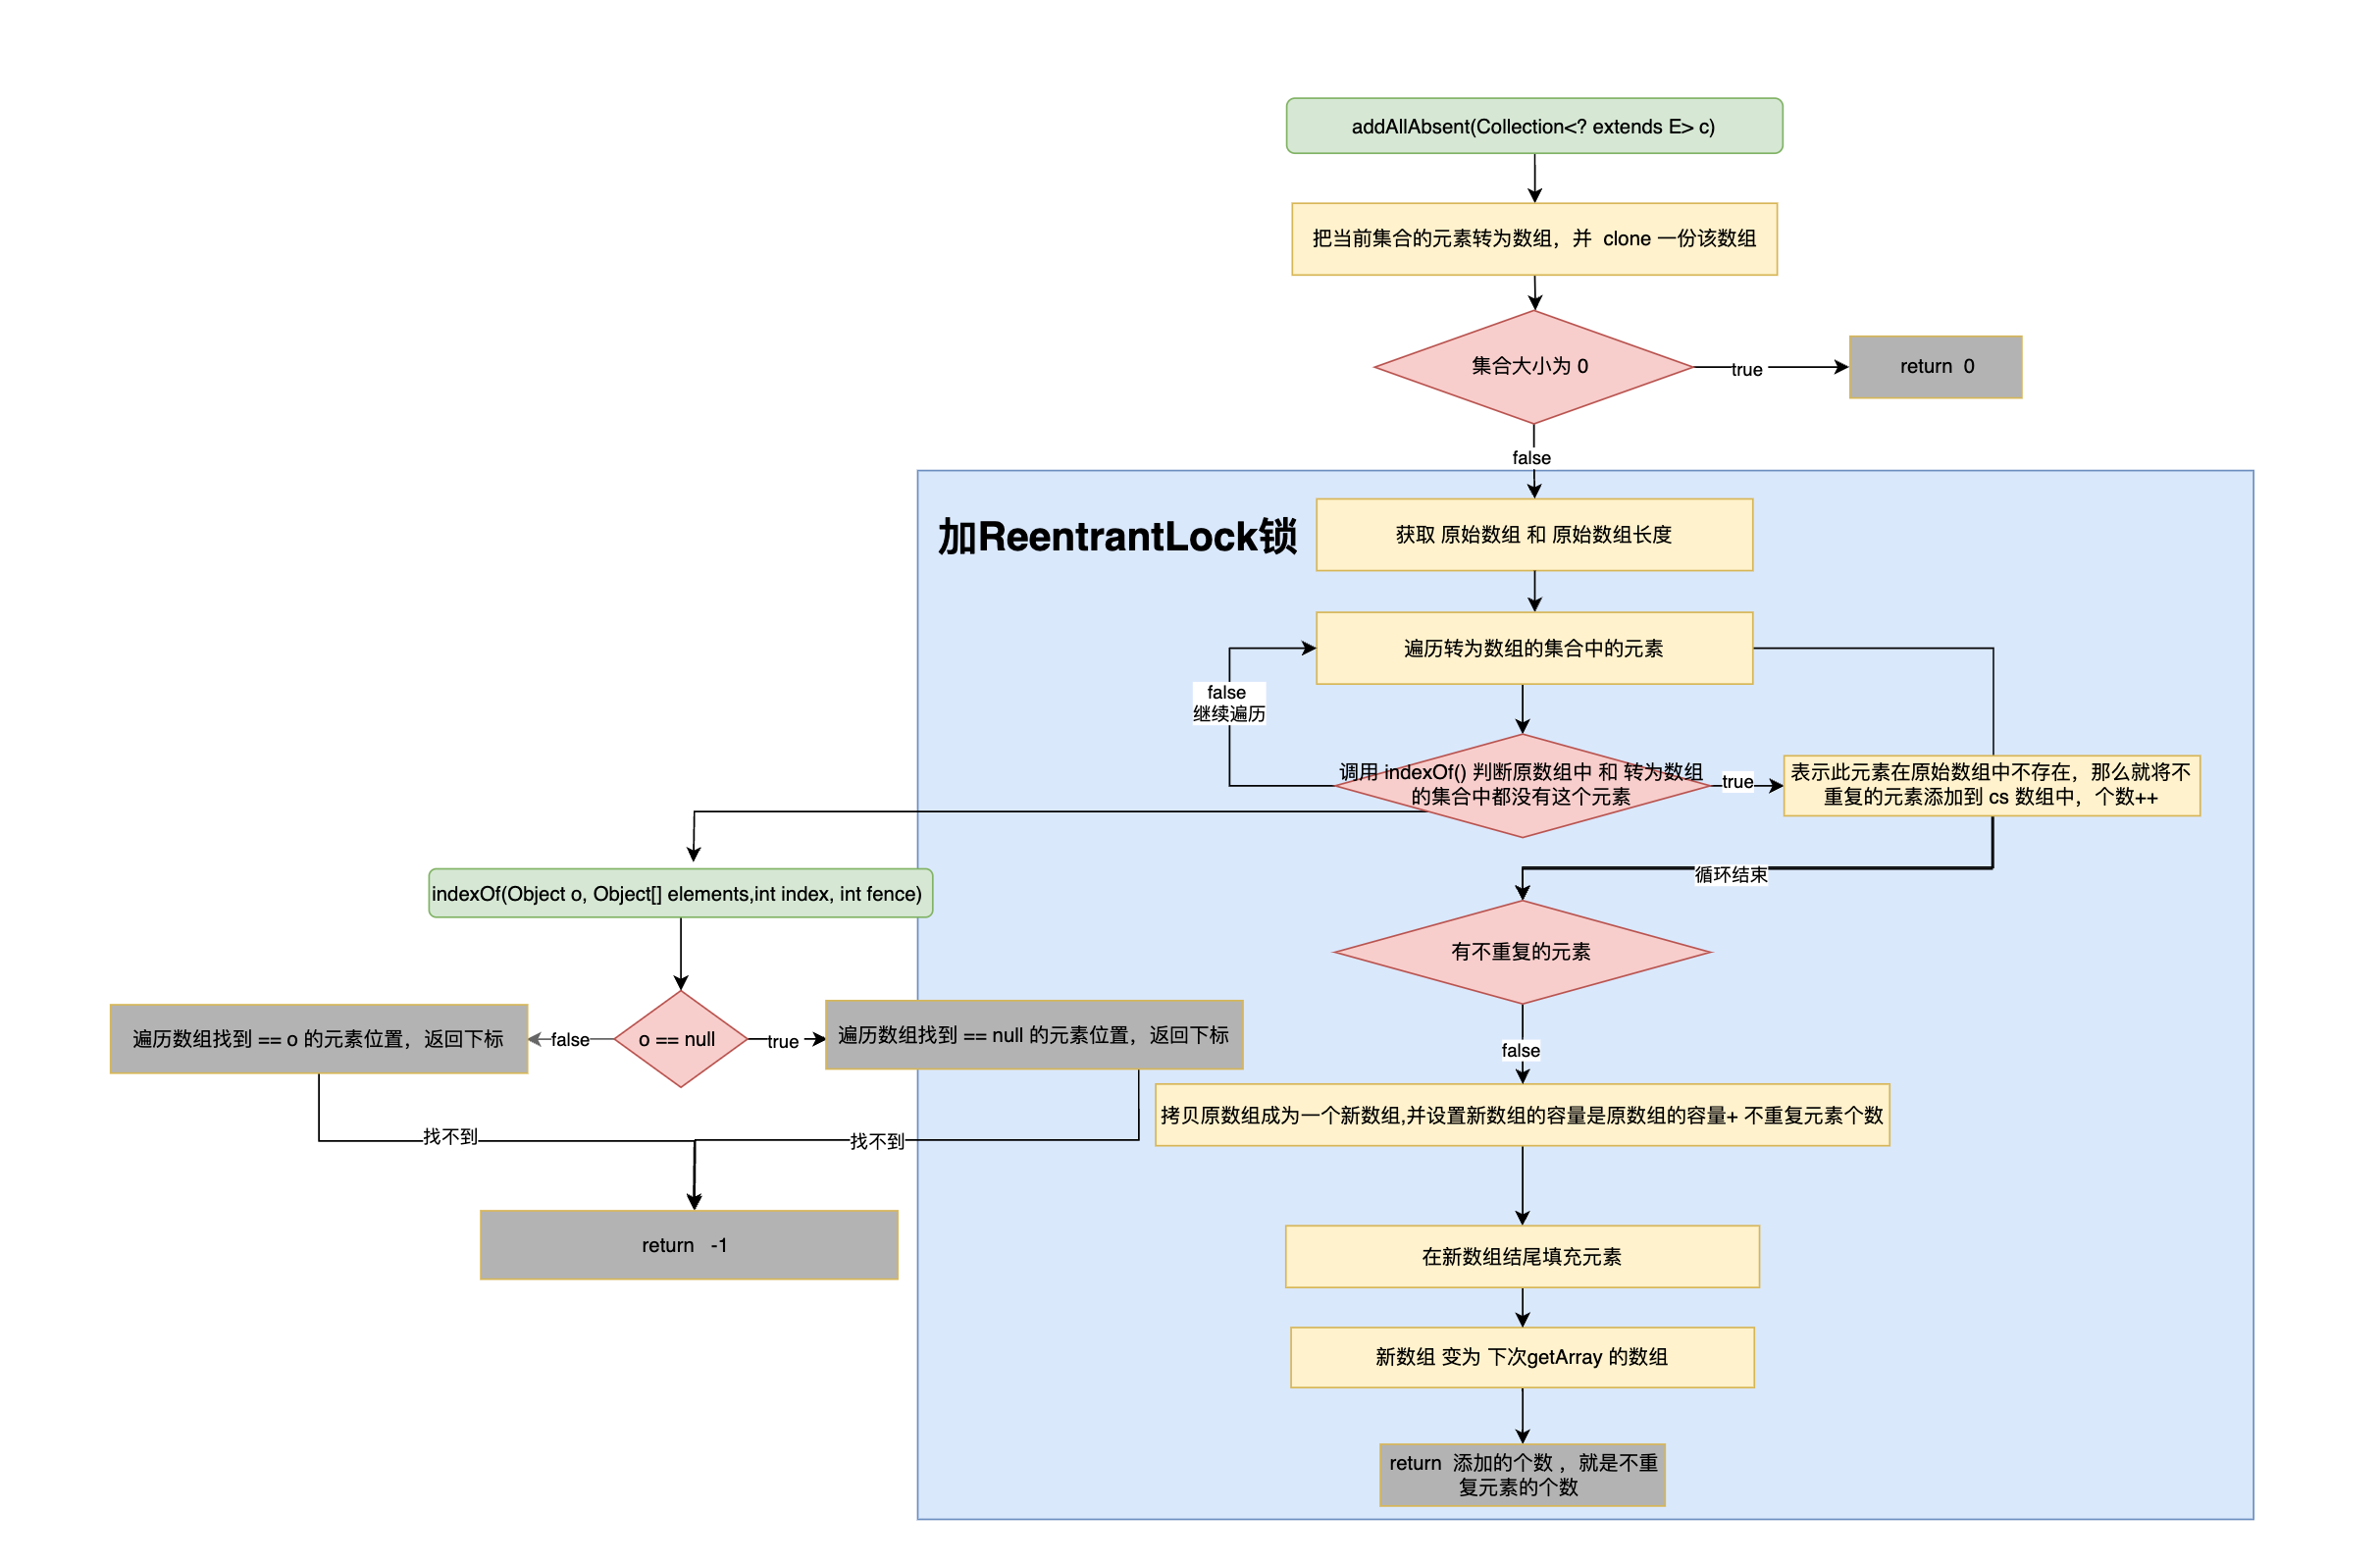 addAllAbsent(Collection<? extends E> c)
把当前集合的元素转为数组，并 clone 一份该数组
集合大小为 0
true
return 0
false
加ReentrantLock锁
获取 原始数组 和 原始数组长度
遍历转为数组的集合中的元素
false
继续遍历
调用 indexOf() 判断原数组中 和 转为数组
的集合中都没有这个元素
true
表示此元素在原始数组中不存在，那么就将不
重复的元素添加到 cs 数组中，个数++
循环结束
indexOf(Object o, Object[] elements,int index, int fence)
有不重复的元素
遍历数组找到 == o 的元素位置，返回下标
false
o == null
true
遍历数组找到 == null 的元素位置，返回下标
false
拷贝原数组成为一个新数组,并设置新数组的容量是原数组的容量+ 不重复元素个数
找不到
找不到
return -1
在新数组结尾填充元素
新数组 变为 下次getArray 的数组
return 添加的个数 ，就是不重
复元素的个数